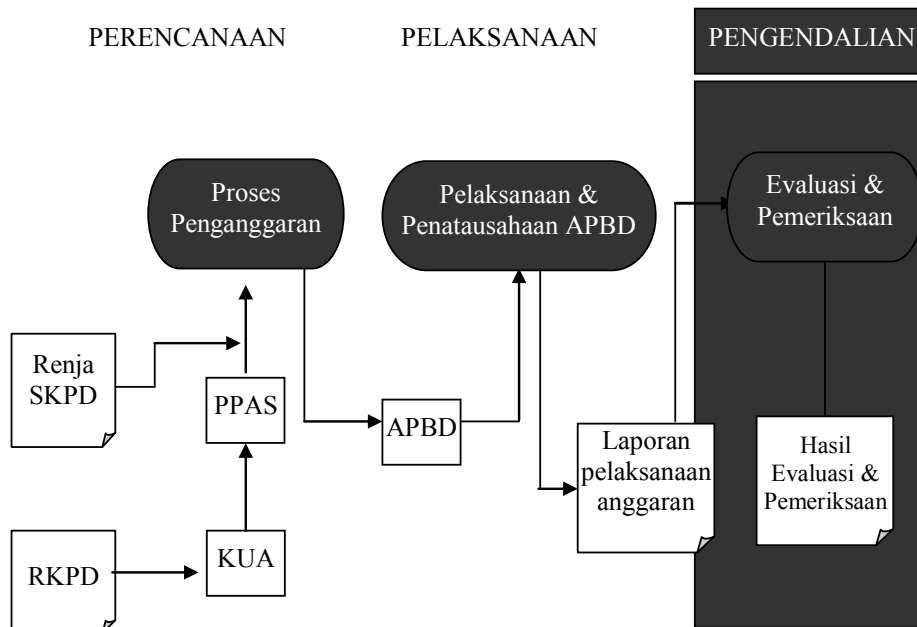 PERENCANAAN
PELAKSANAAN
PENGENDALIAN
Proses
Penganggaran
Pelaksanaan &
Penatausahaan APBD
Evaluasi &
Pemeriksaan
Renja
SKPD
PPAS
APBD
Laporan
pelaksanaan
anggaran
Hasil
Evaluasi &
Pemeriksaan
RKPD
KUA